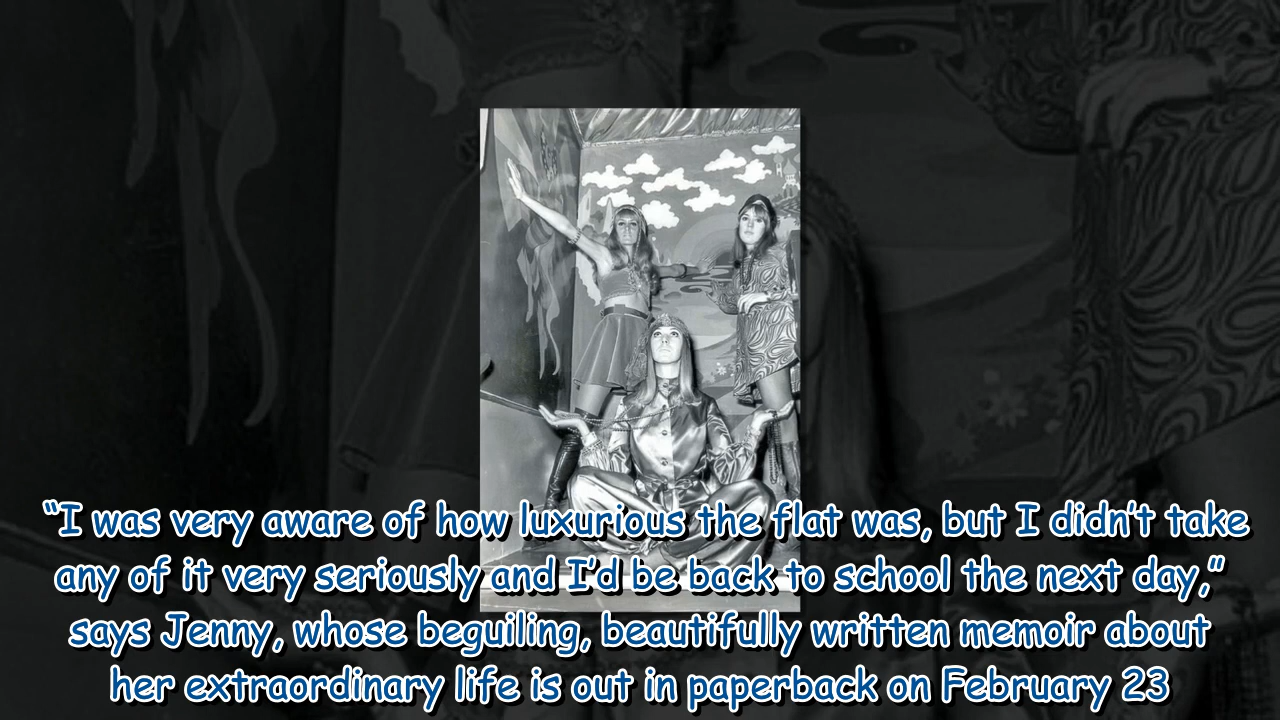 “I was very aware of how luxurious the flat was, but I didn’t take
any of it very seriously and I’d be back to school the next day,”
says Jenny, whose beguiling, beautifully written memoir about
her extraordinary life is out in paperback on February 23